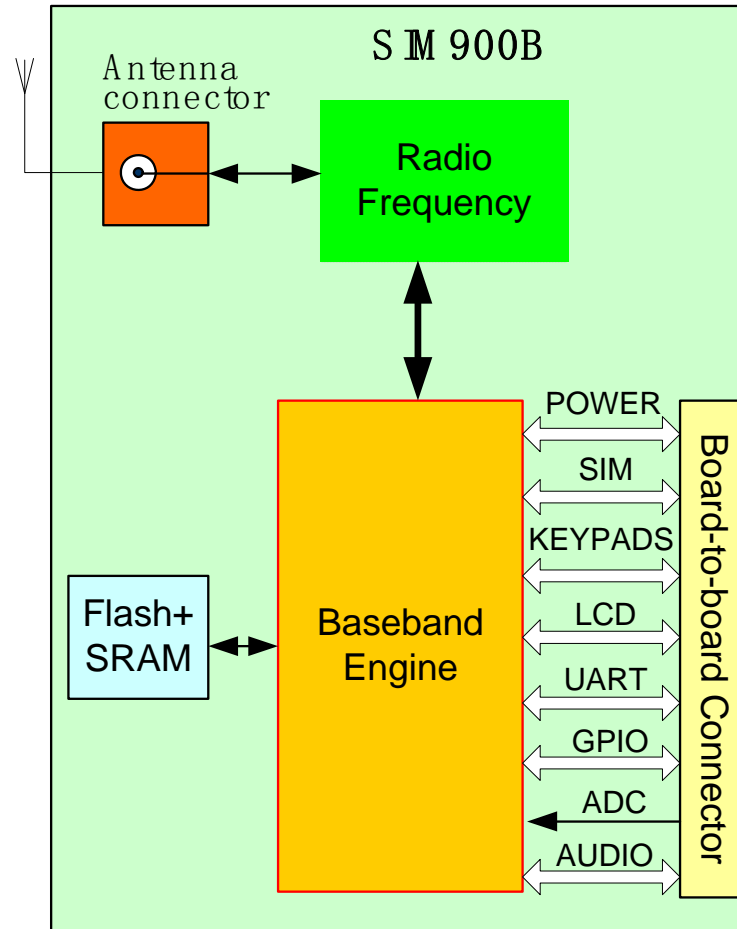 SIM900B
Antenna
connector
Radio
Frequency
POWER
SIM
KEYPADS
LCD
UART
GPIO
ADC
AUDIO
Board-to-board Connector
Flash+
SRAM
Baseband
Engine